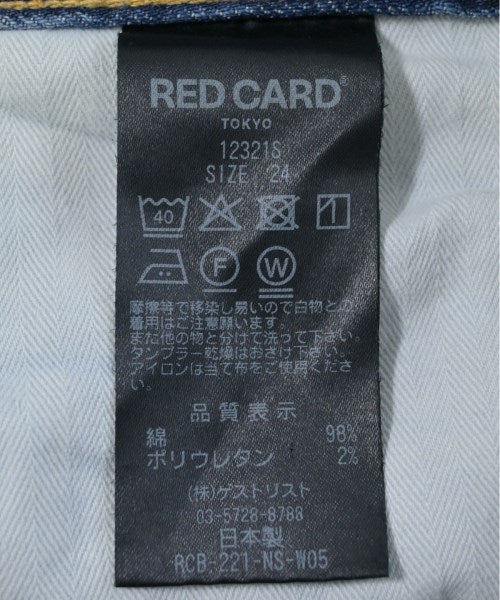 RED CARD®
TOKYO
123216
SIZE 24
40
F W
摩擦等で移染し易いので白物との
着用はご注意願います。
また他の物と分けて洗って下さい。
タンブラー乾燥はおさけ下さい。
アイロンは当て布をご使用くださ
い。
品質表示
綿 98%
ポリウレタン 2%
(株)ゲストリスト
03-5728-8788
日本製
RCB-221-NS-W05